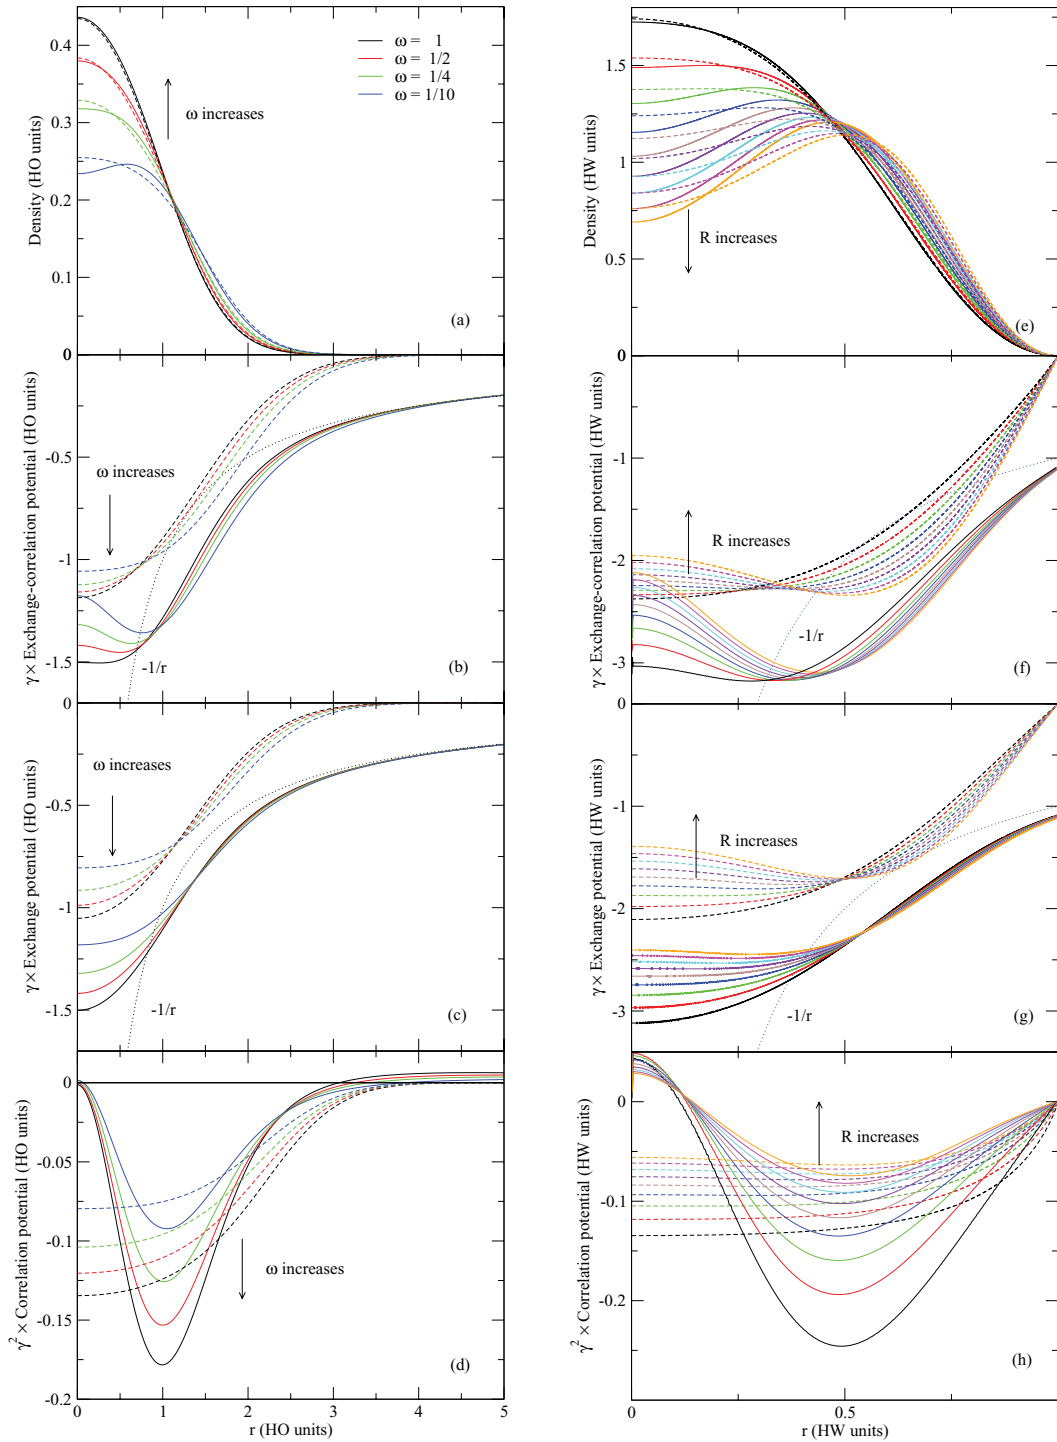 Density (HO units)
0.4
0.3
0.2
0.1
0
ω = 1
ω = 1/2
ω = 1/4
ω = 1/10
ω increases
(a)
γ × Exchange-correlation potential (HO units)
-0.5
-1
-1.5
0
ω increases
-1/r
(b)
γ × Exchange potential (HO units)
-0.5
-1
-1.5
ω increases
-1/r
(c)
γ² × Correlation potential (HO units)
0
-0.05
-0.1
-0.15
-0.2
ω increases
(d)
0 1 2 3 4 5
r (HO units)
Density (HW units)
1.5
1
0.5
0
R increases
(e)
γ × Exchange-correlation potential (HW units)
-1
-2
-3
0
R increases
-1/r
(f)
γ × Exchange potential (HW units)
-1
-2
-3
R increases
-1/r
(g)
γ² × Correlation potential (HW units)
0
-0.1
-0.2
R increases
(h)
0 0.5
r (HW units)